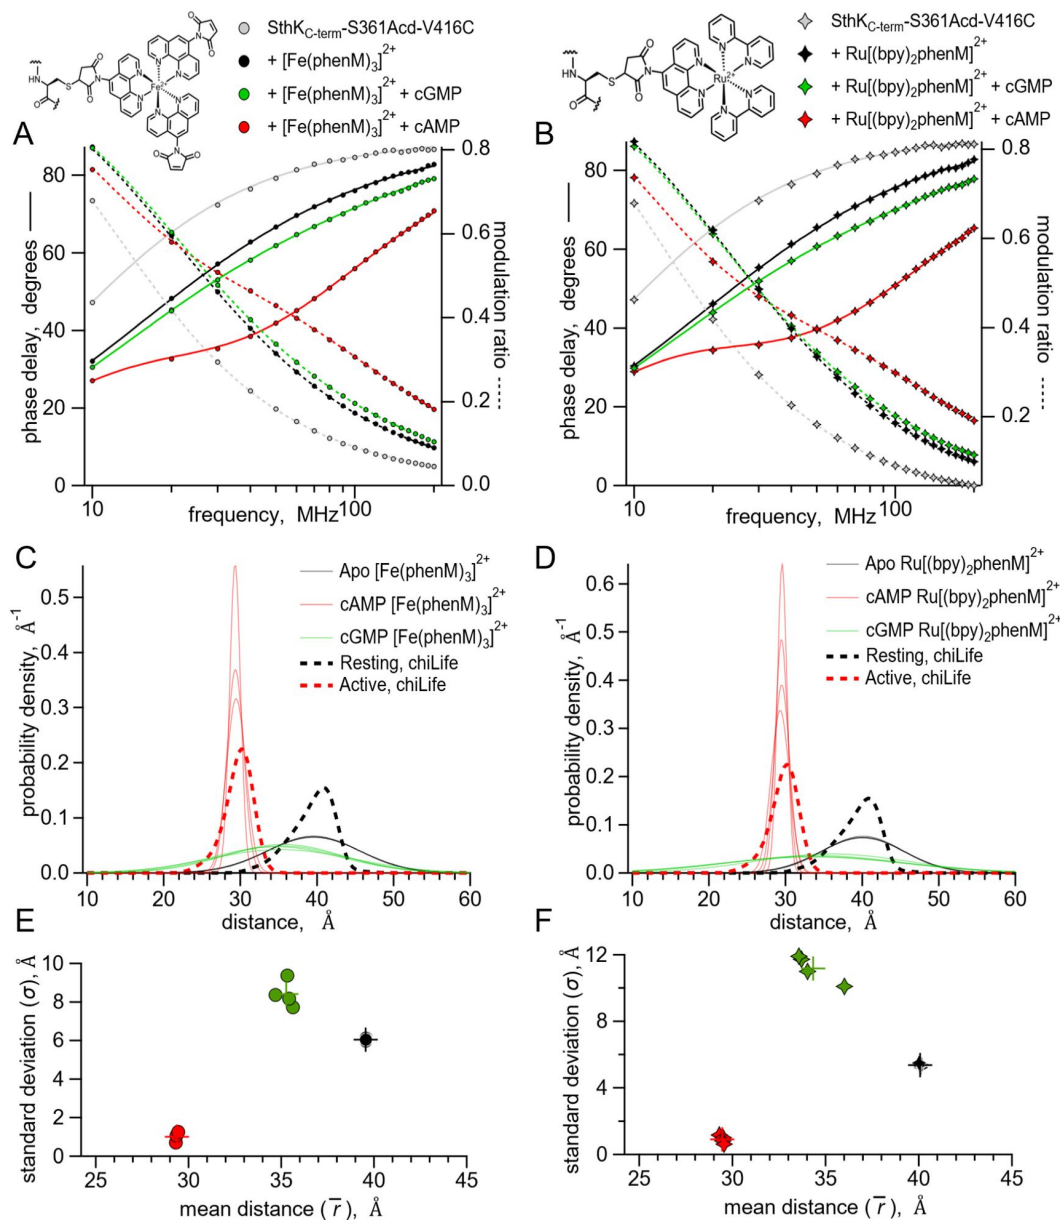 SthKC-term-S361Acd-V416C
+ [Fe(phenM)3]2+
+ [Fe(phenM)3]2+ + cGMP
+ [Fe(phenM)3]2+ + cAMP
SthKC-term-S361Acd-V416C
+ Ru[(bpy)2phenM]2+
+ Ru[(bpy)2phenM]2+ + cGMP
+ Ru[(bpy)2phenM]2+ + cAMP
HN
O
S
O
O
N
N
N
N
N
N
N
Fe2+
N
O
O
N
O
O
HN
O
S
O
O
N
N
N
Ru2+
N
N
N
N
A
phase delay, degrees
80
60
40
20
0
10
100
frequency, MHz
0.8
0.6
0.4
0.2
0.0
modulation ratio
B
phase delay, degrees
80
60
40
20
0
10
100
frequency, MHz
0.8
0.6
0.4
0.2
modulation ratio
C
probability density, Å-1
0.5
0.4
0.3
0.2
0.1
0.0
10
20
30
40
50
60
distance, Å
Apo [Fe(phenM)3]2+
cAMP [Fe(phenM)3]2+
cGMP [Fe(phenM)3]2+
Resting, chiLife
Active, chiLife
D
probability density, Å-1
0.6
0.5
0.4
0.3
0.2
0.1
0.0
10
20
30
40
50
60
distance, Å
Apo Ru[(bpy)2phenM]2+
cAMP Ru[(bpy)2phenM]2+
cGMP Ru[(bpy)2phenM]2+
Resting, chiLife
Active, chiLife
E
standard deviation (σ), Å
10
8
6
4
2
0
25
30
35
40
45
mean distance (r̅), Å
F
standard deviation (σ), Å
12
8
4
0
25
30
35
40
45
mean distance (r̅), Å